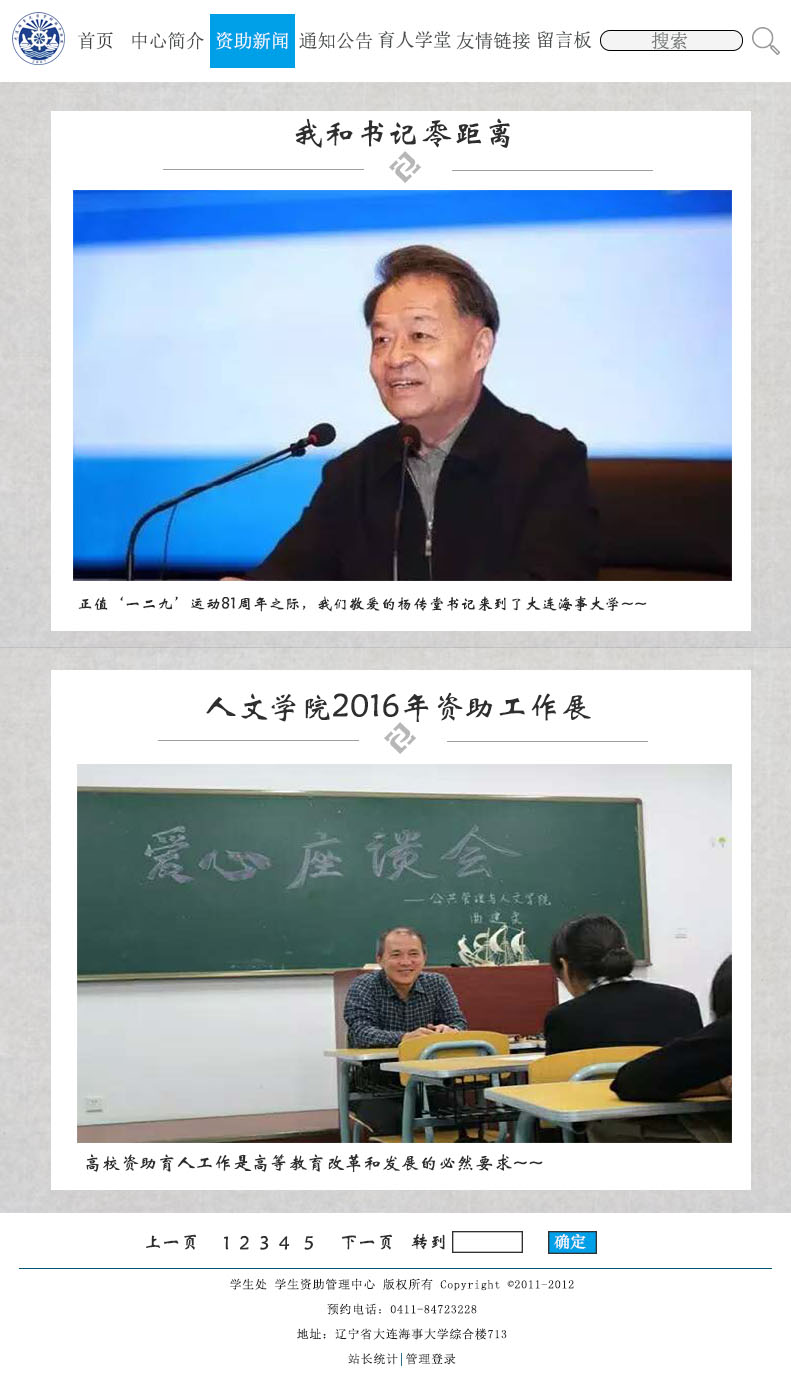 首页 中心简介 资助新闻 通知公告 育人学堂 友情链接 留言板 搜索
我和书记零距离
正值‘一二九’运动81周年之际，我们敬爱的杨传堂书记来到了大连海事大学~~
人文学院2016年资助工作展
爱心座谈会
——公共管理与人文学院
曲建文
高校资助育人工作是高等教育改革和发展的必然要求~~
上一页 1 2 3 4 5 下一页 转到 确定
学生处 学生资助管理中心 版权所有 Copyright ©2011-2012
预约电话：0411-84723228
地址：辽宁省大连海事大学综合楼713
站长统计|管理登录